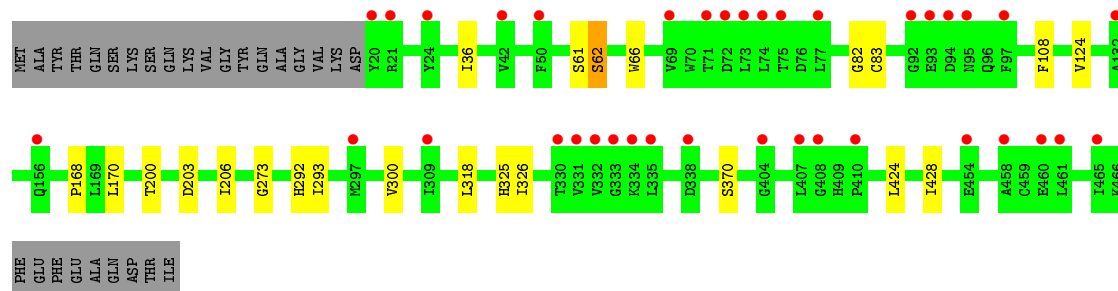 MET ALA TYR THR GLN SER LYS SER GLN LYS VAL GLY TYR GLN ALA GLY VAL LYS ASP Y20 R21 Y24 I36 V42 F50 S61 S62 W66 V69 W70 T71 D72 L73 L74 T75 D76 L77 G82 C83 G92 E93 D94 N95 Q96 F97 F108 V124 A132
Q156 P168 L169 L170 T200 D203 I206 G273 H292 I293 M297 V300 I309 L318 H325 I326 T330 V331 V332 G333 K334 L335 D338 S370 G404 L407 G408 H409 P410 L424 I428 E454 A458 C459 E460 L461 I465 K466
PHE GLU PHE GLU ALA GLN ASP THR ILE